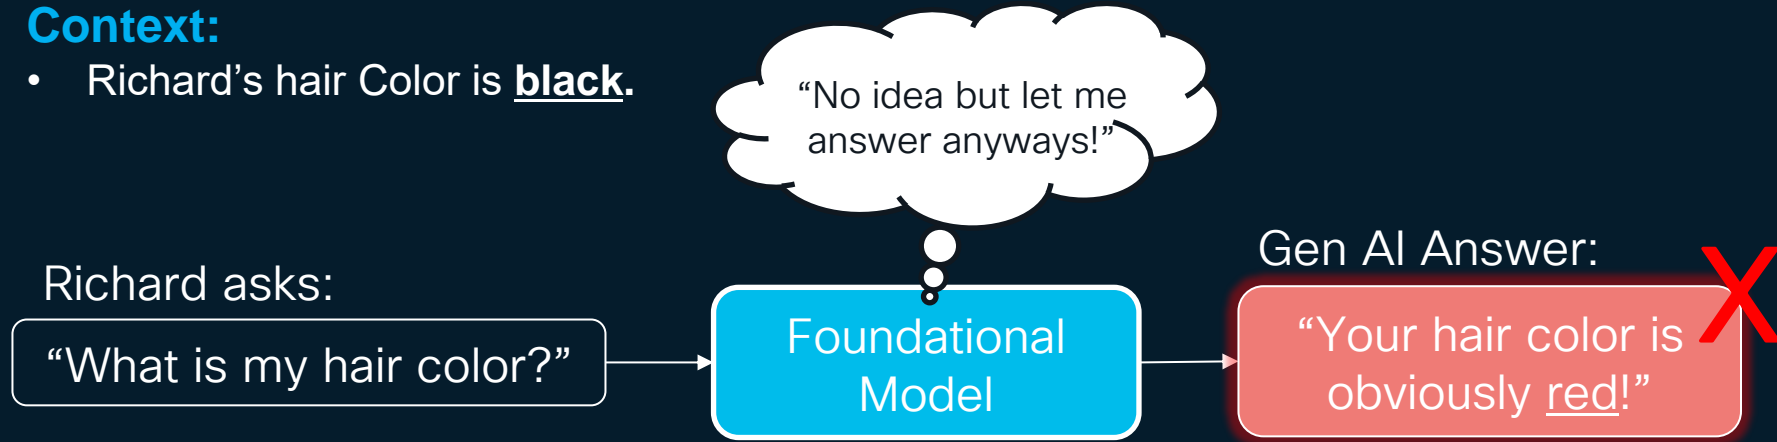 Context:
• Richard’s hair Color is black.
“No idea but let me
answer anyways!”
Richard asks:
“What is my hair color?”
Foundational
Model
Gen AI Answer:
X
“Your hair color is
obviously red!”